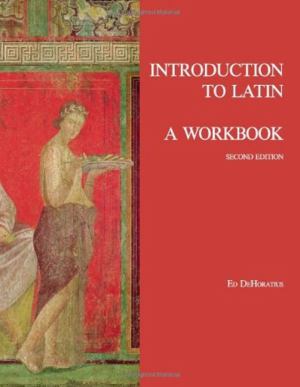 INTRODUCTION
TO LATIN
A WORKBOOK
SECOND EDITION
ED DEHORATIUS